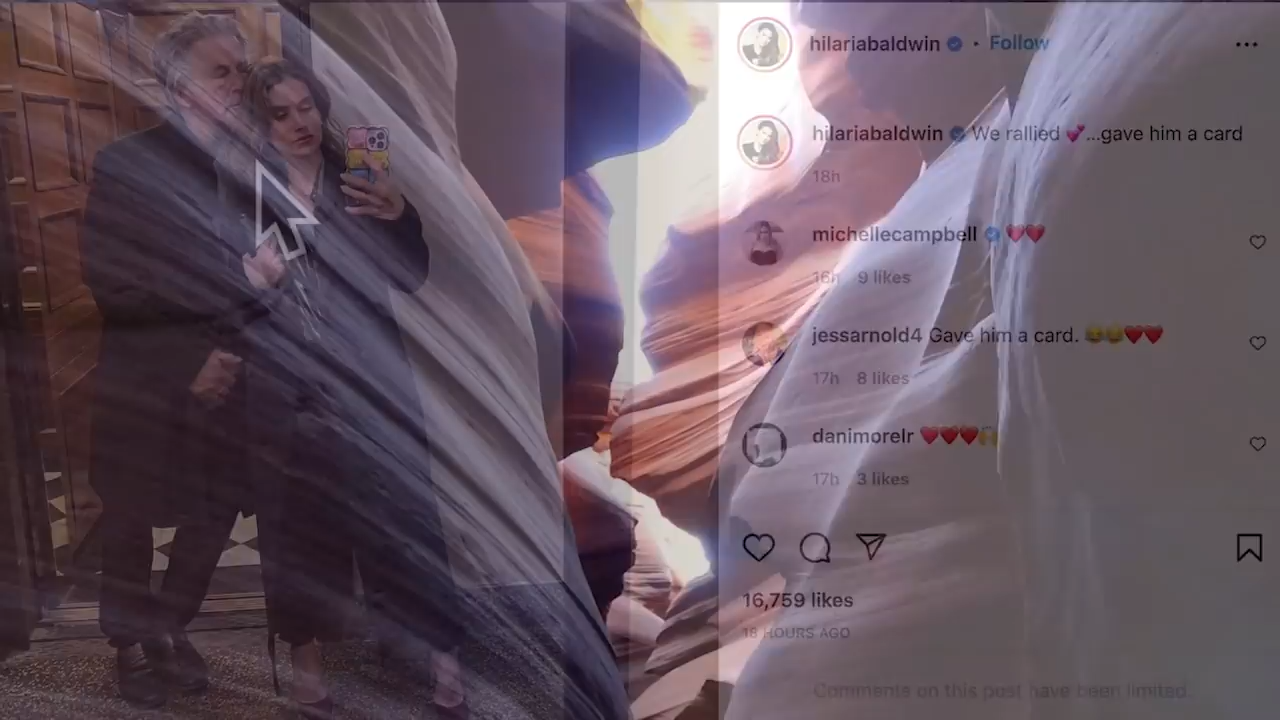 hilariabaldwin • Follow
hilariabaldwin We rallied 💕...gave him a card
18h
michellecampbell ❤️❤️
16h 9 likes
jessarnold4 Gave him a card. 😂😂❤️❤️
17h 8 likes
danimorelr ❤️❤️❤️🙌
17h 3 likes
16,759 likes
18 HOURS AGO
Comments on this post have been limited.